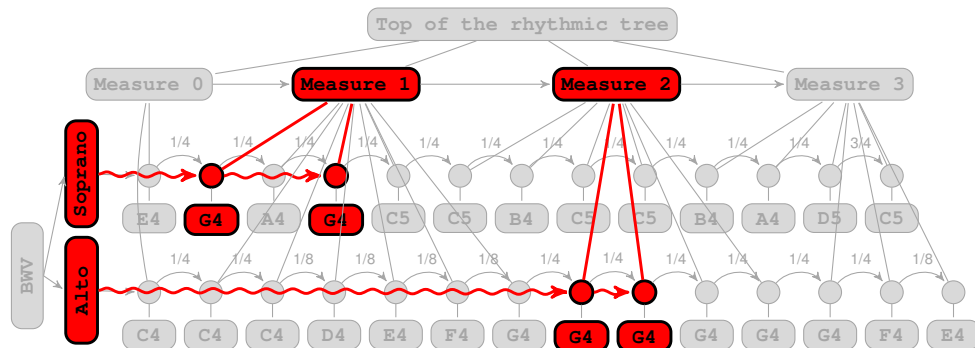 Top of the rhythmic tree
Measure 0 Measure 1 Measure 2 Measure 3
Soprano
1/4 1/4 1/4 1/4 1/4 1/4 1/4 1/4 1/4 1/4 1/4 3/4
E4 G4 A4 G4 C5 C5 B4 C5 C5 B4 A4 D5 C5
BWV
Alto
1/4 1/4 1/8 1/8 1/8 1/8 1/4 1/4 1/4 1/4 1/4 1/4 1/8
C4 C4 C4 D4 E4 F4 G4 G4 G4 G4 G4 G4 F4 E4